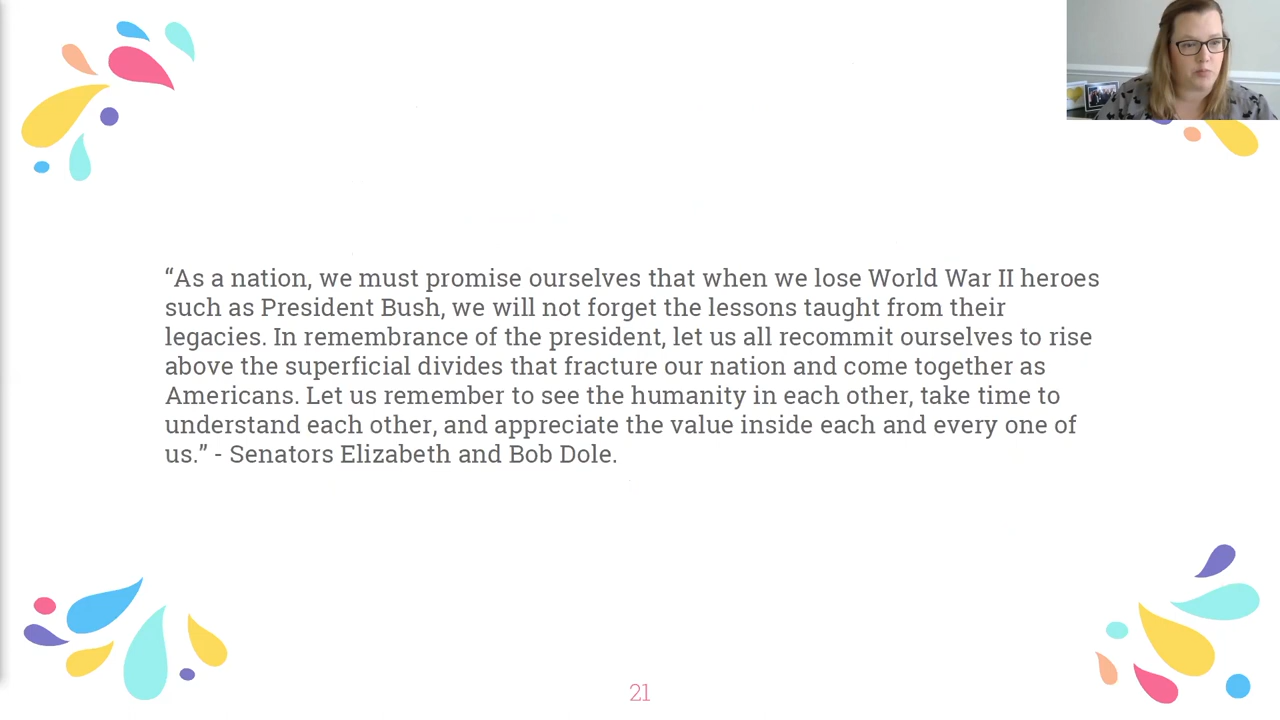 “As a nation, we must promise ourselves that when we lose World War II heroes
such as President Bush, we will not forget the lessons taught from their
legacies. In remembrance of the president, let us all recommit ourselves to rise
above the superficial divides that fracture our nation and come together as
Americans. Let us remember to see the humanity in each other, take time to
understand each other, and appreciate the value inside each and every one of
us.” - Senators Elizabeth and Bob Dole.
21